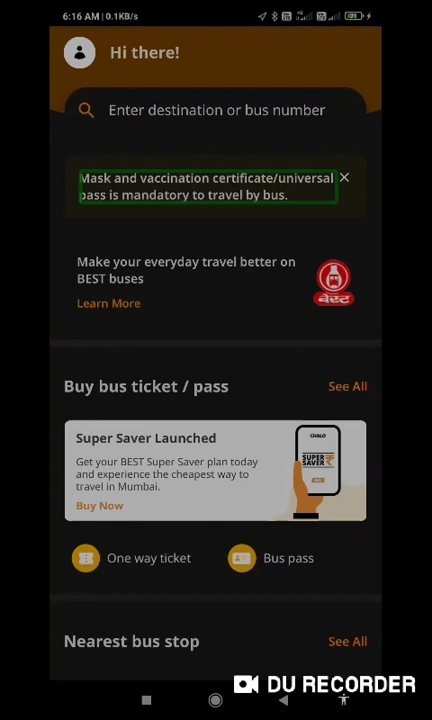 6:16 AM | 0.1KB/s
Hi there!
Enter destination or bus number
Mask and vaccination certificate/universal
pass is mandatory to travel by bus.
Make your everyday travel better on
BEST buses
Learn More
बेस्ट
Buy bus ticket / pass
See All
Super Saver Launched
Get your BEST Super Saver plan today
and experience the cheapest way to
travel in Mumbai.
Buy Now
CHALO
SUPER
SAVER
BUY
One way ticket
Bus pass
Nearest bus stop
See All
DU RECORDER